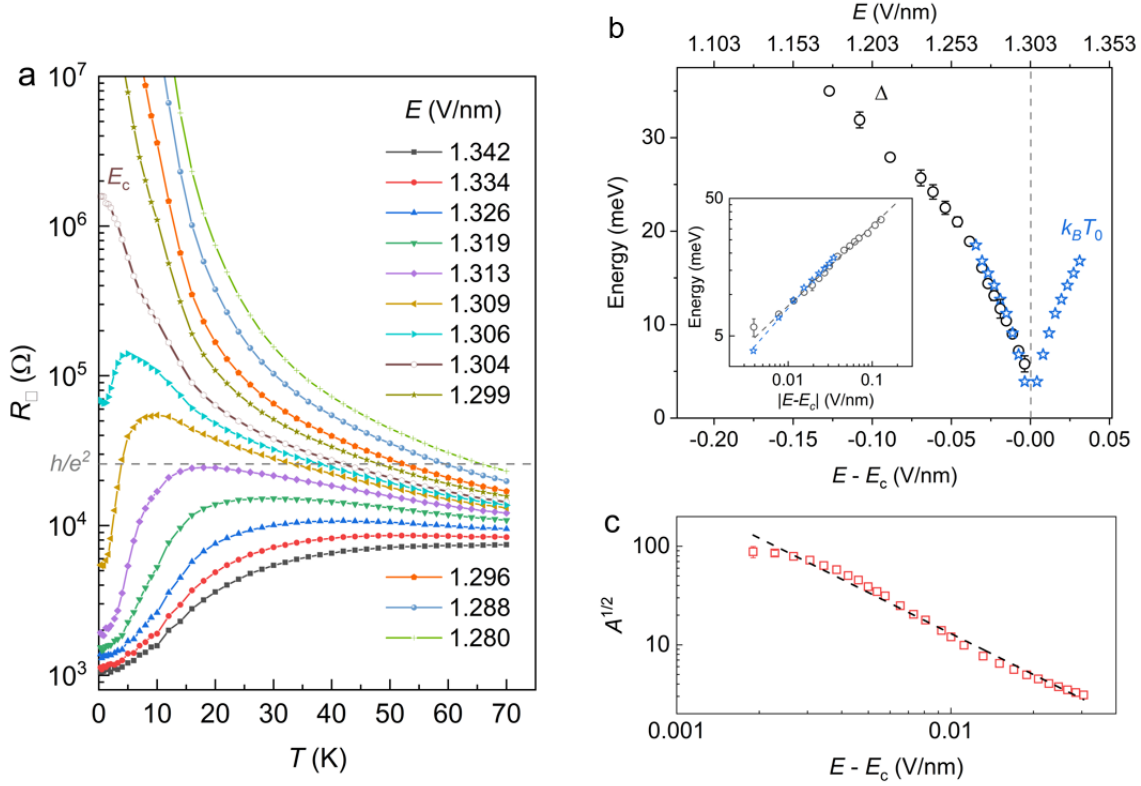 a
10⁷
10⁶
10⁵
10⁴
10³
R□ (Ω)
E (V/nm)
1.342
1.334
1.326
1.319
1.313
1.309
1.306
1.304
1.299
1.296
1.288
1.280
E_c
h/e²
0 10 20 30 40 50 60 70
T (K)
b
E (V/nm)
1.103 1.153 1.203 1.253 1.303 1.353
Δ
k_BT_0
Energy (meV)
30
20
10
0
50
5
Energy (meV)
0.01 0.1
|E-E_c| (V/nm)
-0.20 -0.15 -0.10 -0.05 -0.00 0.05
E - E_c (V/nm)
c
100
10
A^{1/2}
0.001 0.01
E - E_c (V/nm)